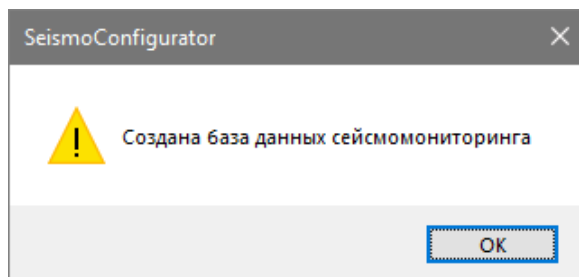 SeismoConfigurator
Создана база данных сейсмомониторинга
OK